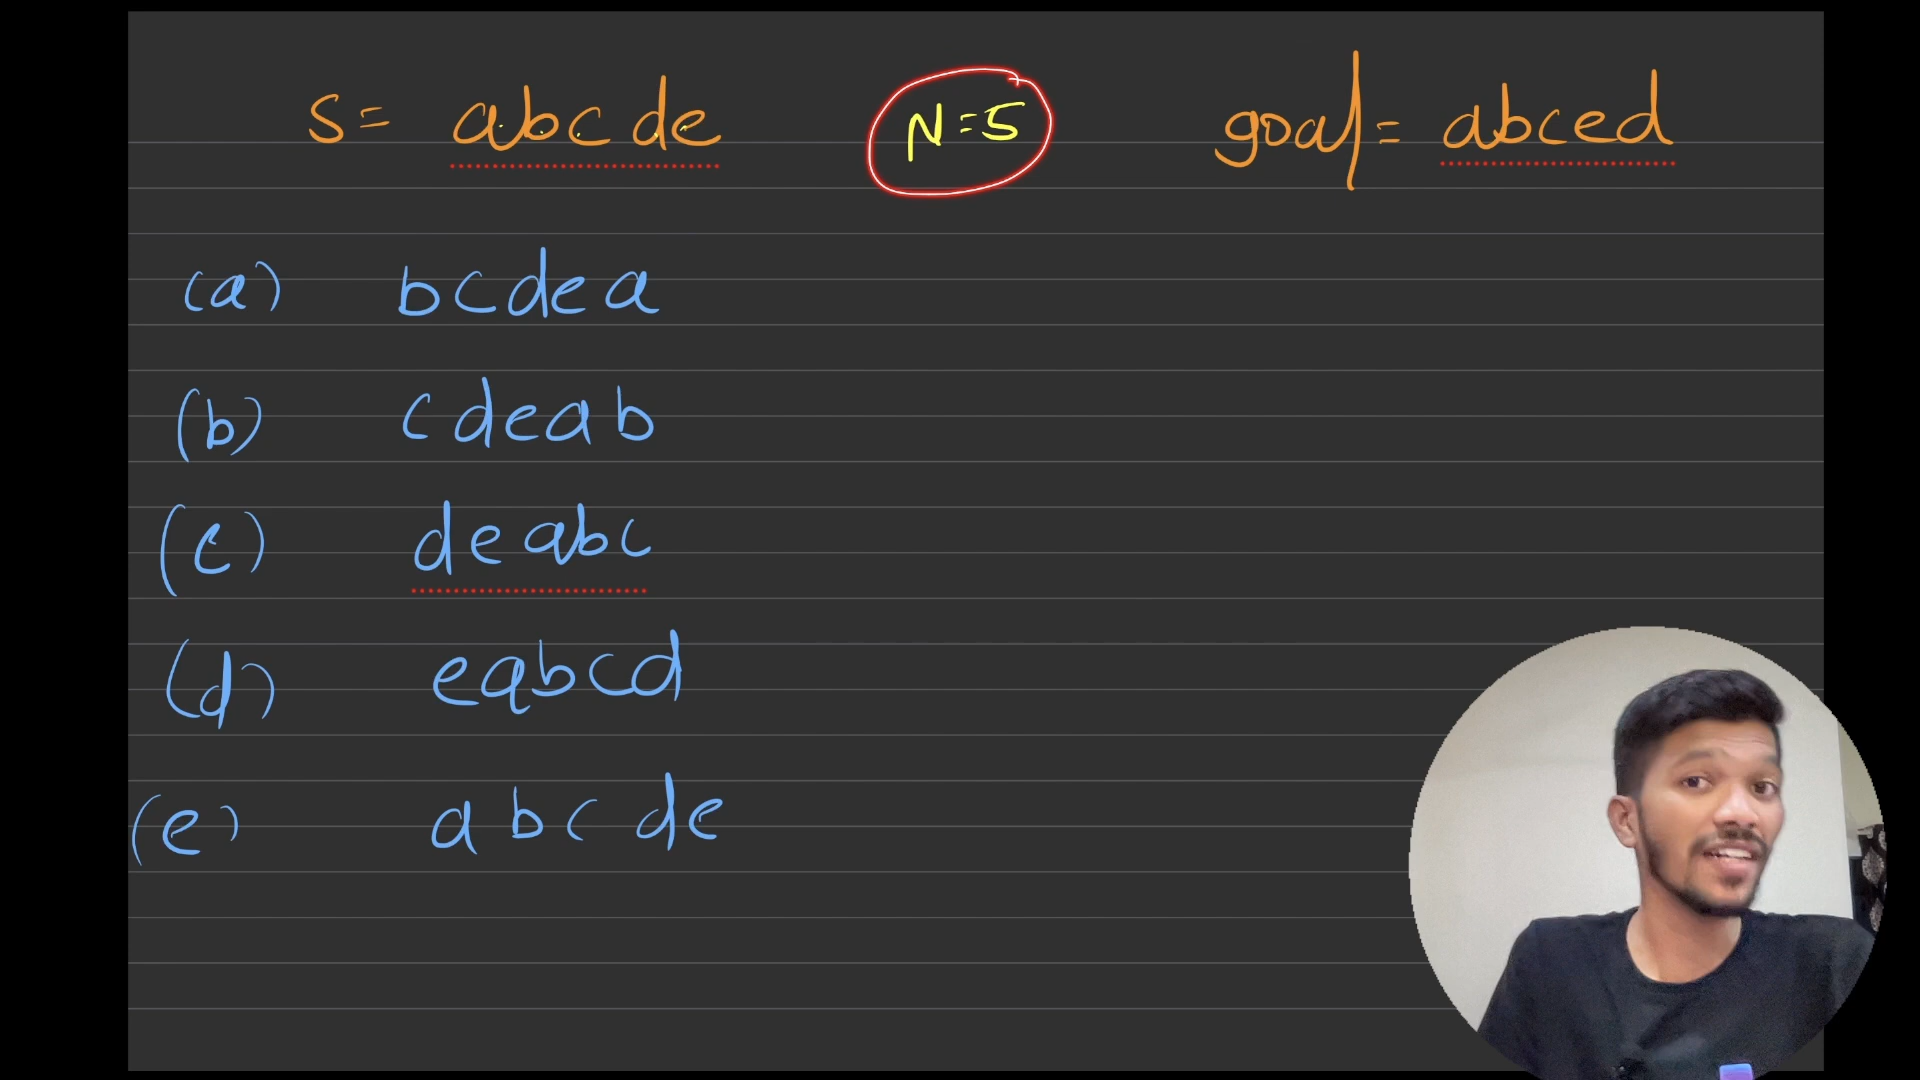 S= abcde N=5 goal= abced
(a) bcdea
(b) cdeab
(c) deabc
(d) eabcd
(e) abcde